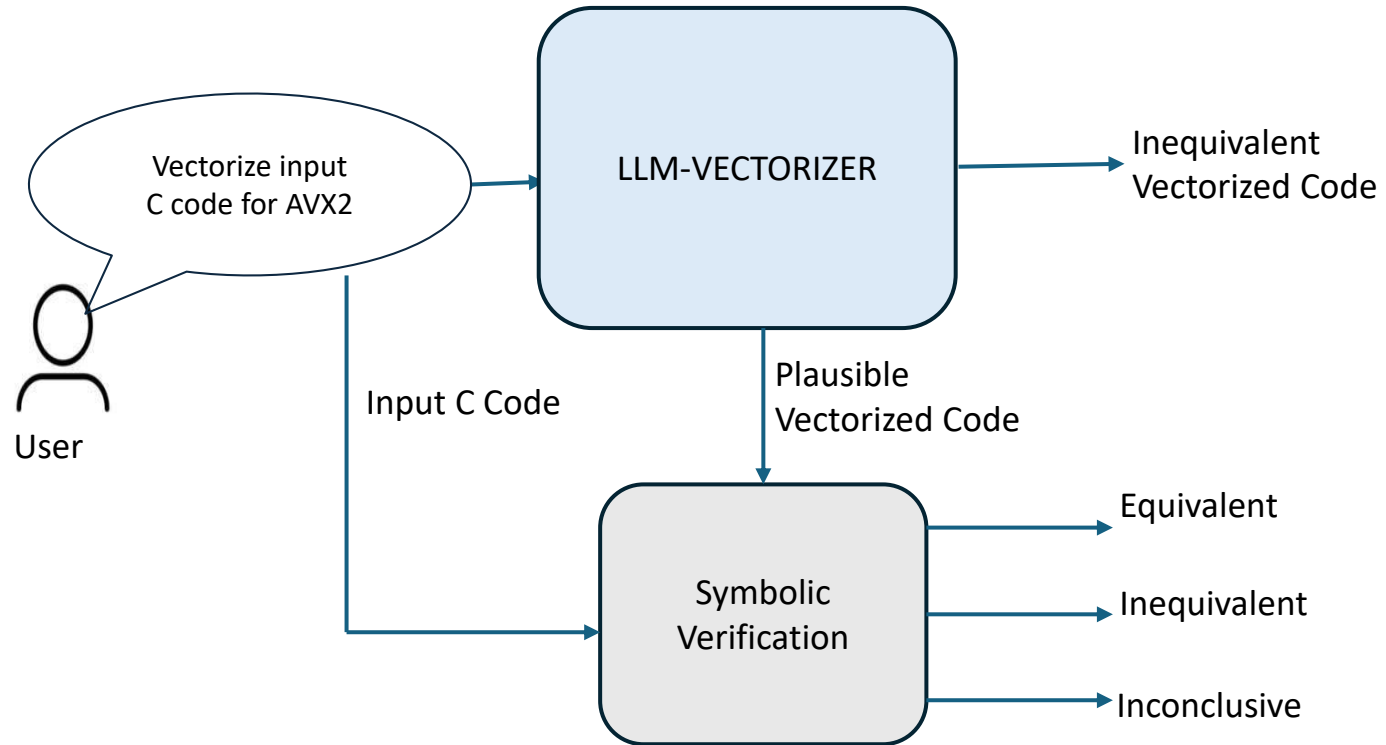 Vectorize input
C code for AVX2
LLM-VECTORIZER
Inequivalent
Vectorized Code
User
Input C Code
Plausible
Vectorized Code
Symbolic
Verification
Equivalent
Inequivalent
Inconclusive